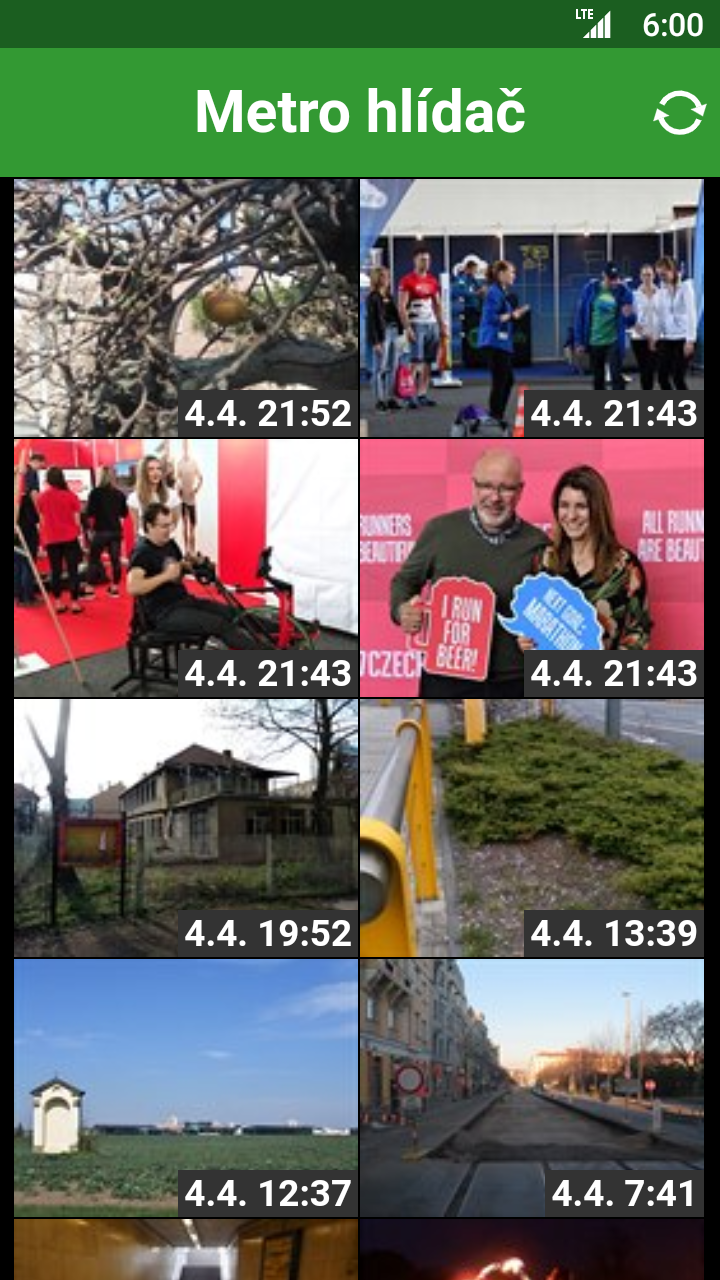 LTE 6:00
Metro hlídač
4.4. 21:52
4.4. 21:43
4.4. 21:43
RUNNERS
BEAUTIFU
ALL RUNN
ARE BEAUT
I RUN
FOR
BEER!
NEXT GOAL:
MARATHON
/CZECH
4.4. 21:43
4.4. 19:52
4.4. 13:39
4.4. 12:37
4.4. 7:41